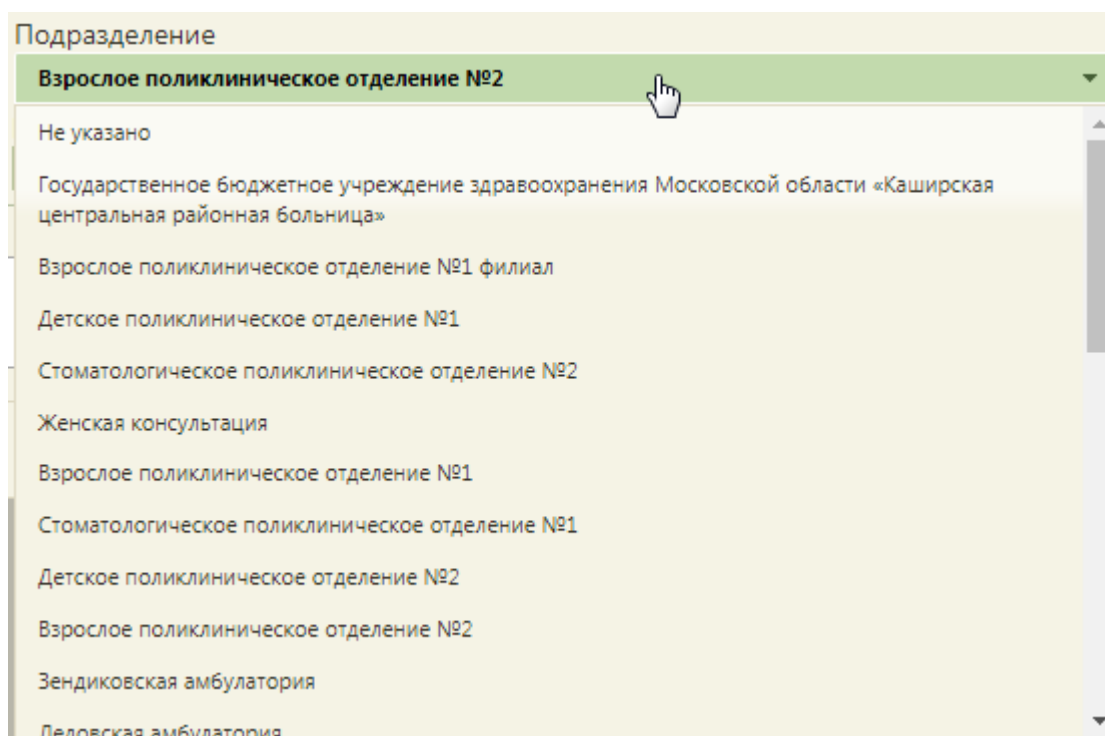 Подразделение
Взрослое поликлиническое отделение №2
Не указано
Государственное бюджетное учреждение здравоохранения Московской области «Каширская
центральная районная больница»
Взрослое поликлиническое отделение №1 филиал
Детское поликлиническое отделение №1
Стоматологическое поликлиническое отделение №2
Женская консультация
Взрослое поликлиническое отделение №1
Стоматологическое поликлиническое отделение №1
Детское поликлиническое отделение №2
Взрослое поликлиническое отделение №2
Зендиковская амбулатория
амбулатория